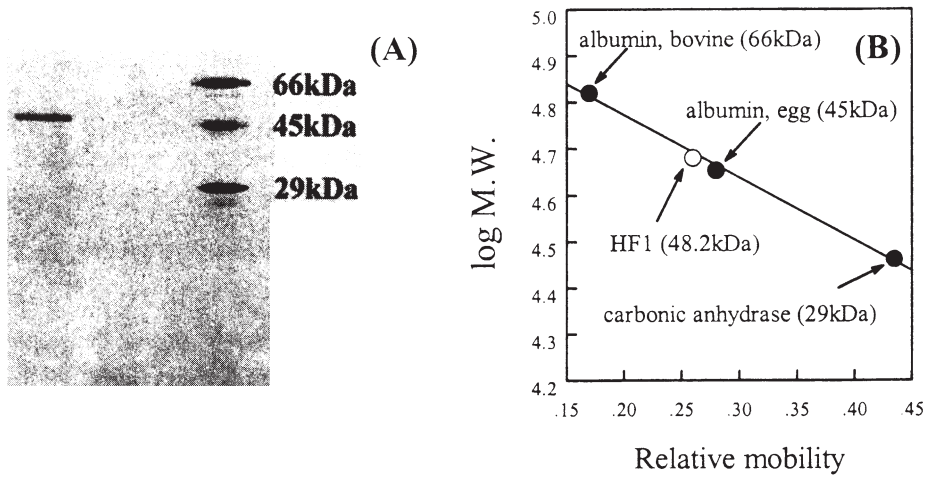 (A)
66kDa
45kDa
29kDa
(B)
5.0
4.9
4.8
4.7
4.6
4.5
4.4
4.3
4.2
log M.W.
albumin, bovine (66kDa)
albumin, egg (45kDa)
HF1 (48.2kDa)
carbonic anhydrase (29kDa)
.15 .20 .25 .30 .35 .40 .45
Relative mobility